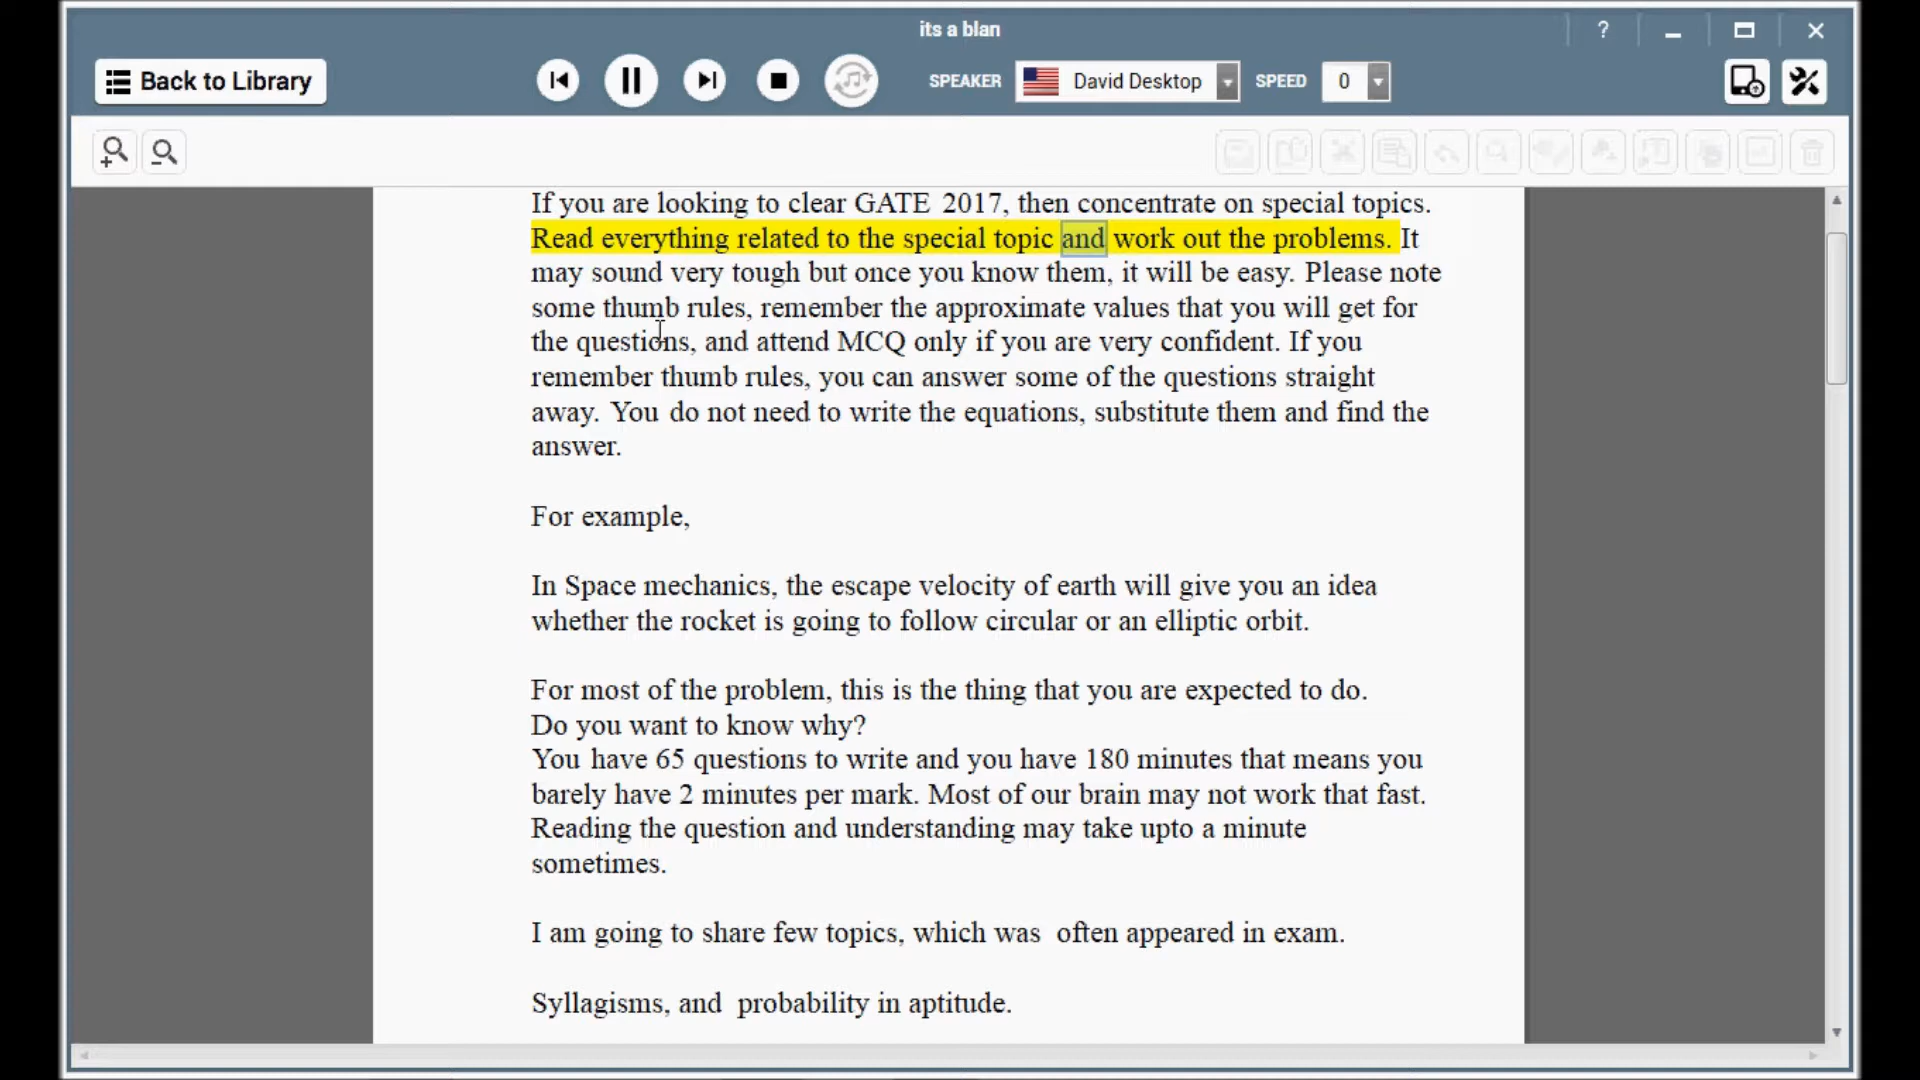 its a blan
?
Back to Library
SPEAKER
David Desktop
SPEED
0
If you are looking to clear GATE 2017, then concentrate on special topics.
Read everything related to the special topic and work out the problems. It
may sound very tough but once you know them, it will be easy. Please note
some thumb rules, remember the approximate values that you will get for
the questions, and attend MCQ only if you are very confident. If you
remember thumb rules, you can answer some of the questions straight
away. You do not need to write the equations, substitute them and find the
answer.
For example,
In Space mechanics, the escape velocity of earth will give you an idea
whether the rocket is going to follow circular or an elliptic orbit.
For most of the problem, this is the thing that you are expected to do.
Do you want to know why?
You have 65 questions to write and you have 180 minutes that means you
barely have 2 minutes per mark. Most of our brain may not work that fast.
Reading the question and understanding may take upto a minute
sometimes.
I am going to share few topics, which was often appeared in exam.
Syllagisms, and probability in aptitude.